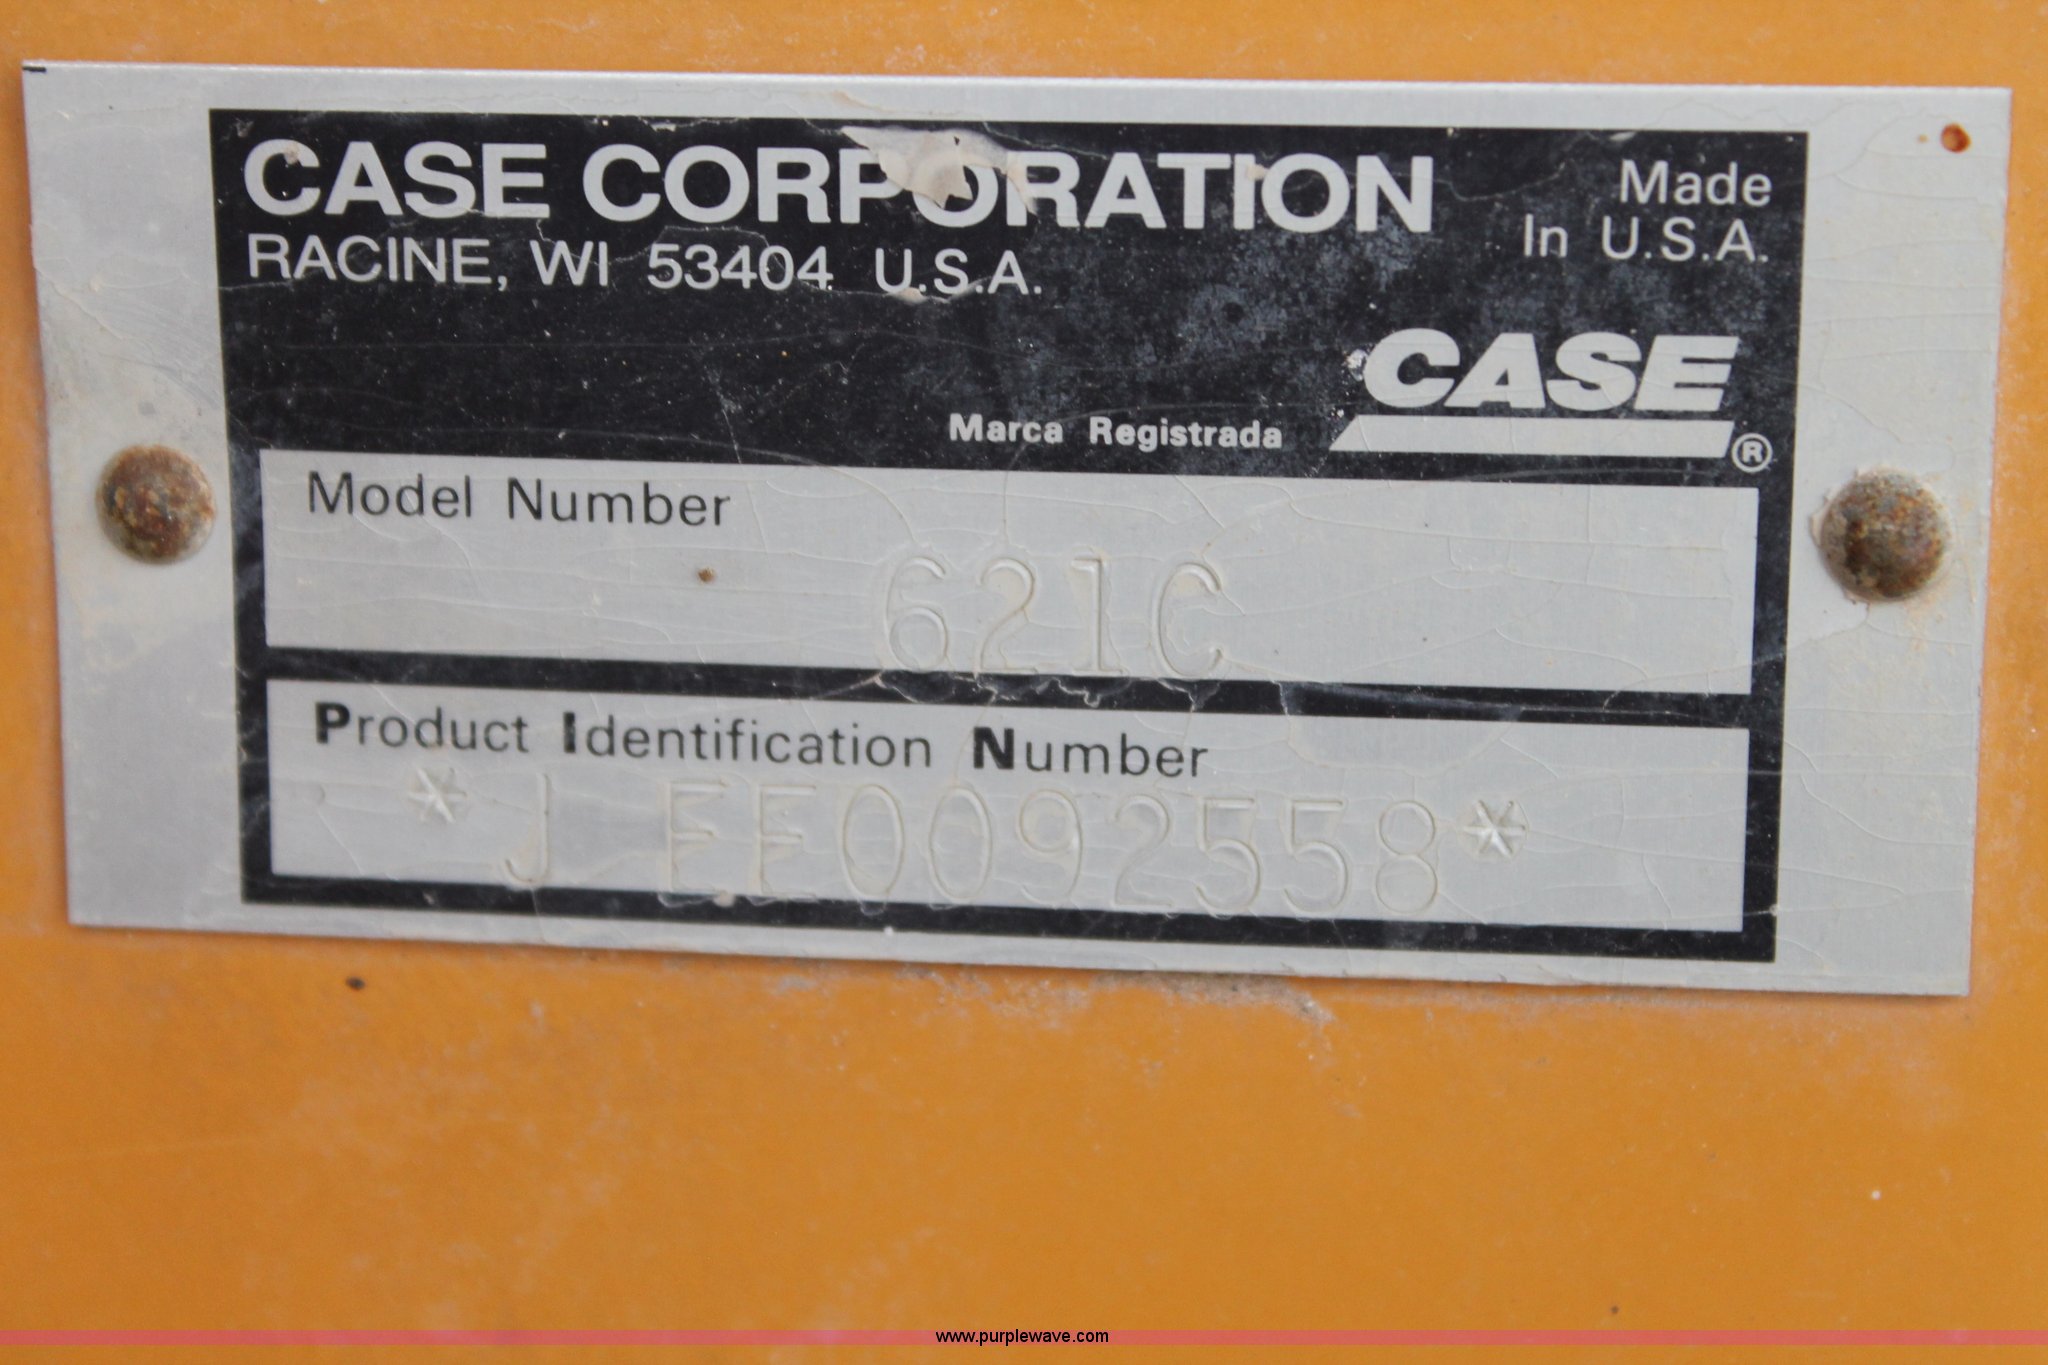 CASE CORPORATION
RACINE, WI 53404 U.S.A.
Made
In U.S.A.
CASE
Marca Registrada ®
Model Number
621C
Product Identification Number
*J EE0092558*
www.purplewave.com